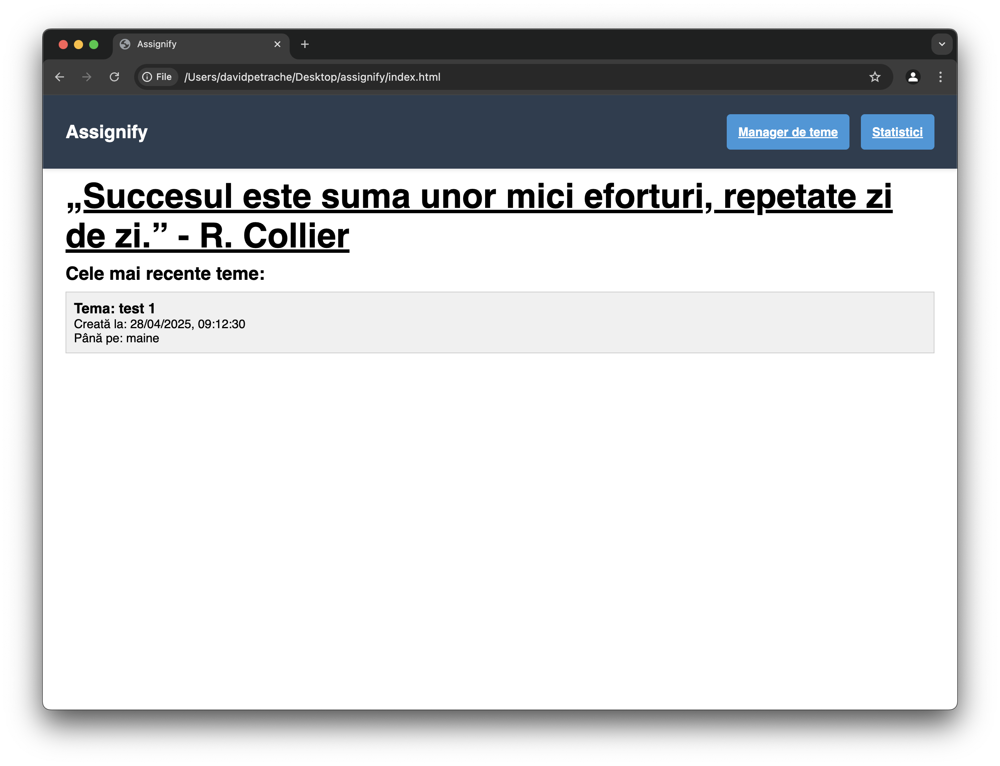 Assignify
File /Users/davidpetrache/Desktop/assignify/index.html
Assignify
Manager de teme
Statistici
„Succesul este suma unor mici eforturi, repetate zi
de zi.” - R. Collier
Cele mai recente teme:
Tema: test 1
Creată la: 28/04/2025, 09:12:30
Până pe: maine